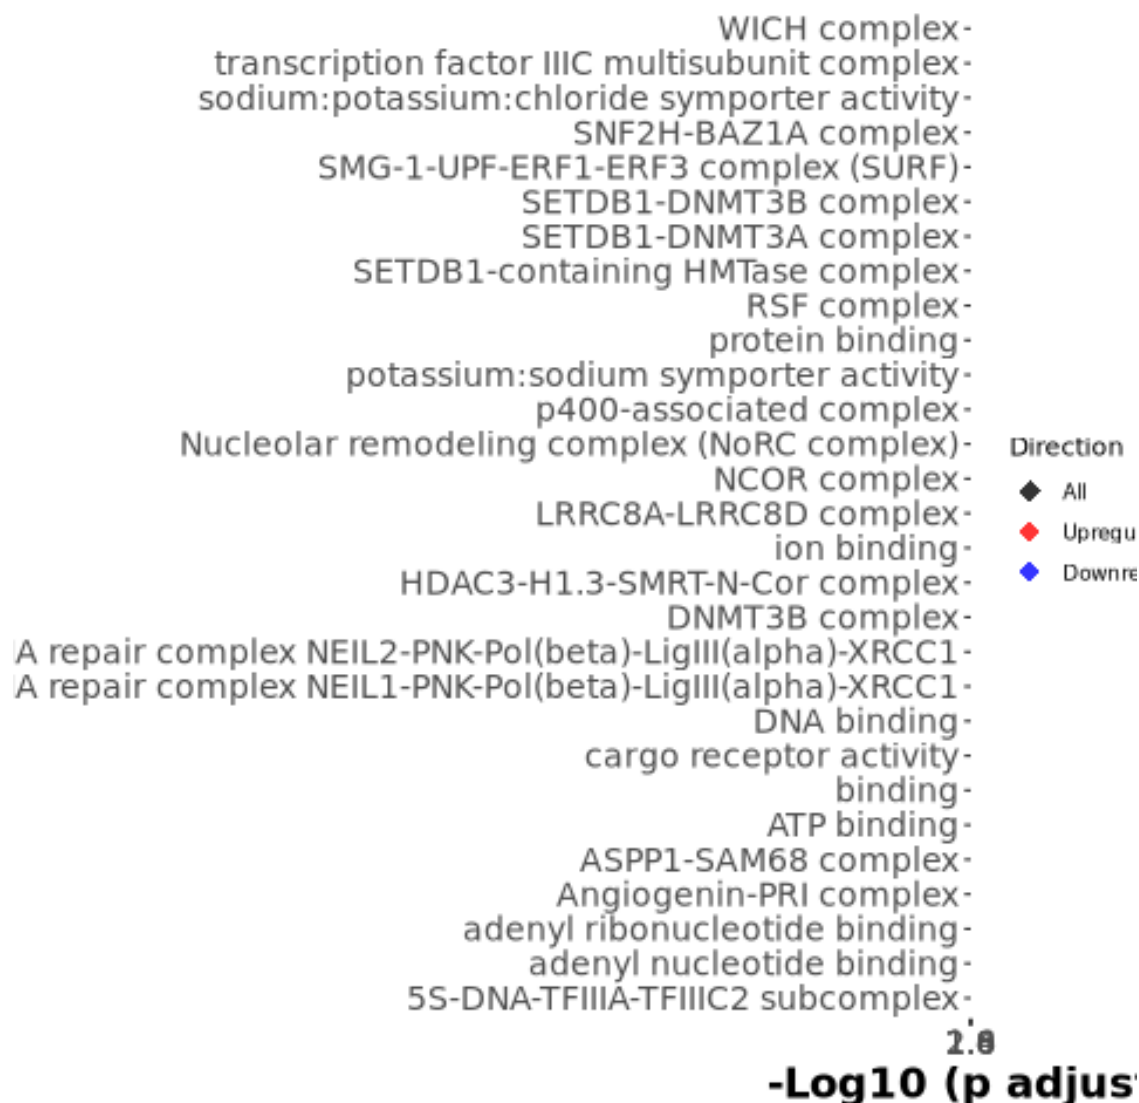 WICH complex
transcription factor IIIC multisubunit complex
sodium:potassium:chloride symporter activity
SNF2H-BAZ1A complex
SMG-1-UPF-ERF1-ERF3 complex (SURF)
SETDB1-DNMT3B complex
SETDB1-DNMT3A complex
SETDB1-containing HMTase complex
RSF complex
protein binding
potassium:sodium symporter activity
p400-associated complex
Nucleolar remodeling complex (NoRC complex)
NCOR complex
LRRC8A-LRRC8D complex
ion binding
HDAC3-H1.3-SMRT-N-Cor complex
DNMT3B complex
A repair complex NEIL2-PNK-Pol(beta)-LigIII(alpha)-XRCC1
A repair complex NEIL1-PNK-Pol(beta)-LigIII(alpha)-XRCC1
DNA binding
cargo receptor activity
binding
ATP binding
ASPP1-SAM68 complex
Angiogenin-PRI complex
adenyl ribonucleotide binding
adenyl nucleotide binding
5S-DNA-TFIIIA-TFIIIC2 subcomplex
-Log10 (p adjus
Direction
All
Upregu
Downre